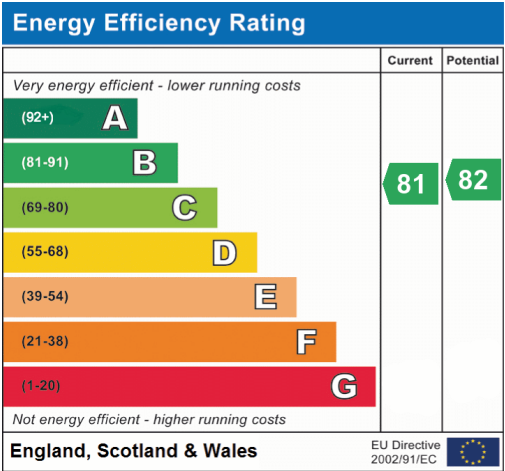 Energy Efficiency Rating
Current Potential
Very energy efficient - lower running costs
(92+) A
(81-91) B
81 82
(69-80) C
(55-68) D
(39-54) E
(21-38) F
(1-20) G
Not energy efficient - higher running costs
England, Scotland & Wales
EU Directive
2002/91/EC